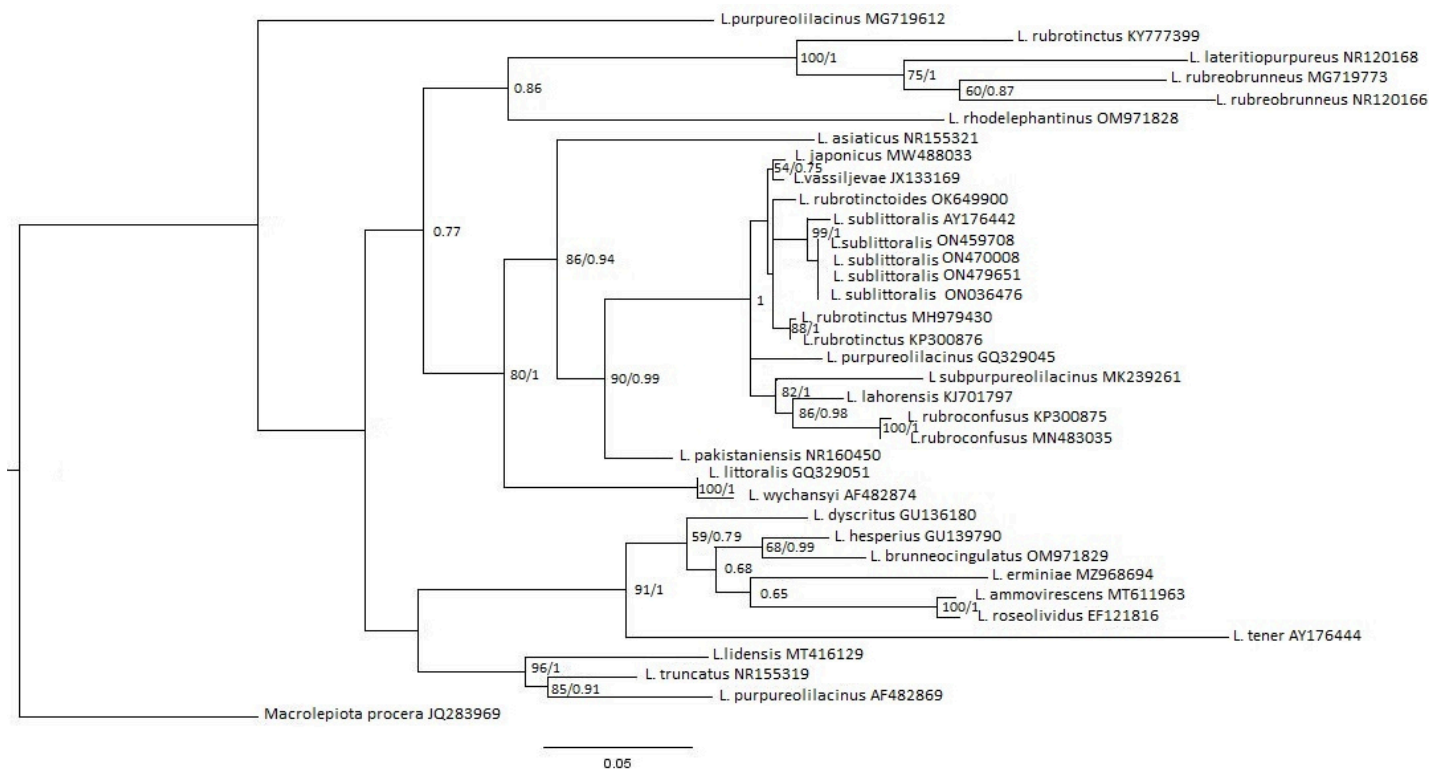 L.purpureolilacinus MG719612
L. rubrotinctus KY777399
100/1
L. lateritiopurpureus NR120168
75/1
L. rubreobrunneus MG719773
60/0.87
L. rubreobrunneus NR120166
0.86
L. rhodelephantinus OM971828
L. asiaticus NR155321
L. japonicus MW488033
54/0.75
L.vassiljevae JX133169
L. rubrotinctoides OK649900
L. sublittoralis AY176442
0.77
99/1
L.sublittoralis ON459708
86/0.94
L. sublittoralis ON470008
L. sublittoralis ON479651
L. sublittoralis ON036476
1
L. rubrotinctus MH979430
88/1
L.rubrotinctus KP300876
L. purpureolilacinus GQ329045
80/1
90/0.99
L subpurpureolilacinus MK239261
82/1
L. lahorensis KJ701797
86/0.98
L. rubroconfusus KP300875
100/1
L.rubroconfusus MN483035
L. pakistaniensis NR160450
L. littoralis GQ329051
100/1
L. wychansyi AF482874
L. dyscritus GU136180
59/0.79
L. hesperius GU139790
68/0.99
L. brunneocingulatus OM971829
0.68
L. erminiae MZ968694
91/1
0.65
L. ammovirescens MT611963
100/1
L. roseolividus EF121816
L. tener AY176444
L.lidensis MT416129
96/1
L. truncatus NR155319
85/0.91
L. purpureolilacinus AF482869
Macrolepiota procera JQ283969
0.05